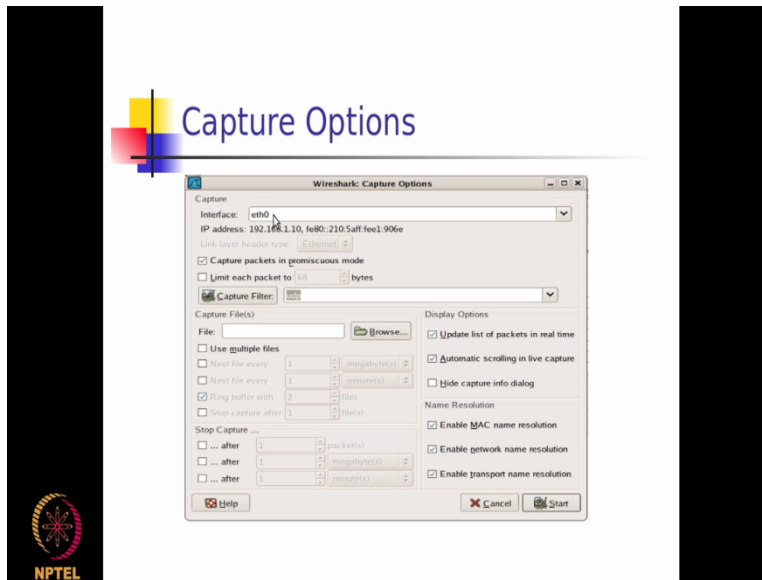 Capture Options
Wireshark: Capture Options
Capture
Interface: eth0
IP address: 192.168.1.10, fe80::210:5aff:fee1:906e
Link-layer header type: Ethernet
Capture packets in promiscuous mode
Limit each packet to 68 bytes
Capture Filter:
Capture File(s)
File: Browse...
Use multiple files
Next file every 1 megabyte(s)
Next file every 1 minute(s)
Ring buffer with 2 files
Stop capture after 1 file(s)
Stop Capture ...
... after 1 packet(s)
... after 1 megabyte(s)
... after 1 minute(s)
Display Options
Update list of packets in real time
Automatic scrolling in live capture
Hide capture info dialog
Name Resolution
Enable MAC name resolution
Enable network name resolution
Enable transport name resolution
Help Cancel Start
NPTEL